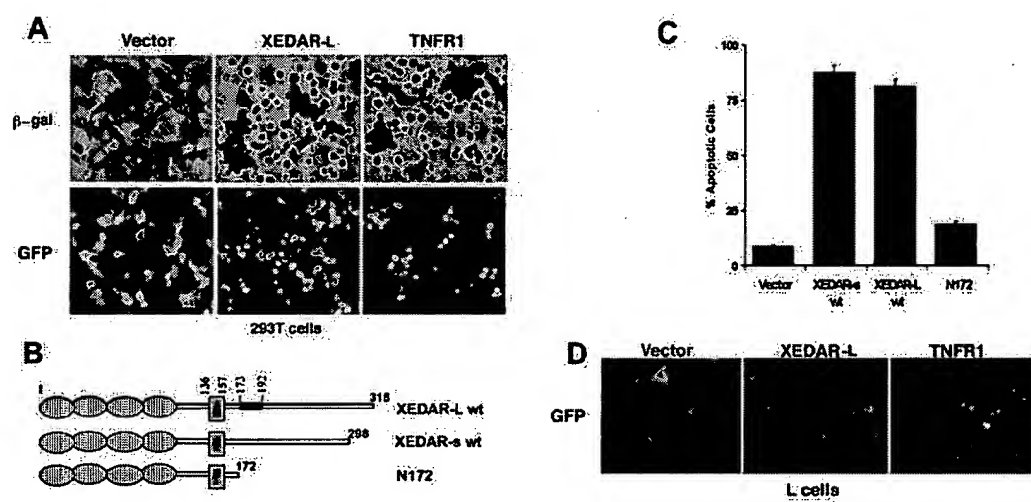 A
Vector XEDAR-L TNFR1
β-gal
GFP
293T cells
B
1 136 157 173 192 318
XEDAR-L wt
298
XEDAR-s wt
172
N172
C
% Apoptotic Cells
100
75
50
25
0
Vector XEDAR-s wt XEDAR-L wt N172
D
Vector XEDAR-L TNFR1
GFP
L cells